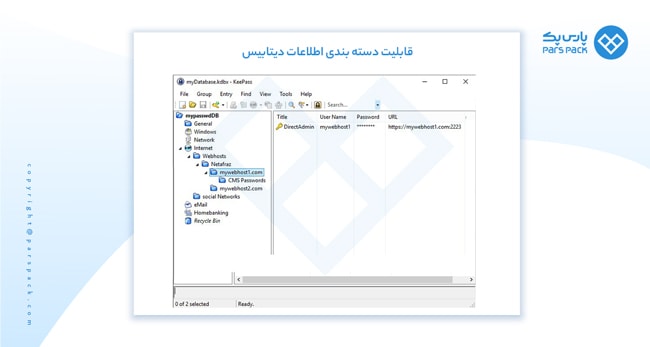 پارس پک
PARS PACK
قابلیت دسته بندی اطلاعات دیتابیس
myDatabase.kdbx - KeePass
File Group Entry Find View Tools Help
Search...
mypasswdDB
General
Windows
Network
Internet
Webhosts
Netafraz
mywebhost1.com
CMS Passwords
mywebhost2.com
social Networks
eMail
Homebanking
Recycle Bin
Title User Name Password URL
DirectAdmin mywebhost1 ******** https://mywebhost1.com:2223
0 of 2 selected Ready.
copyright@parspack.com